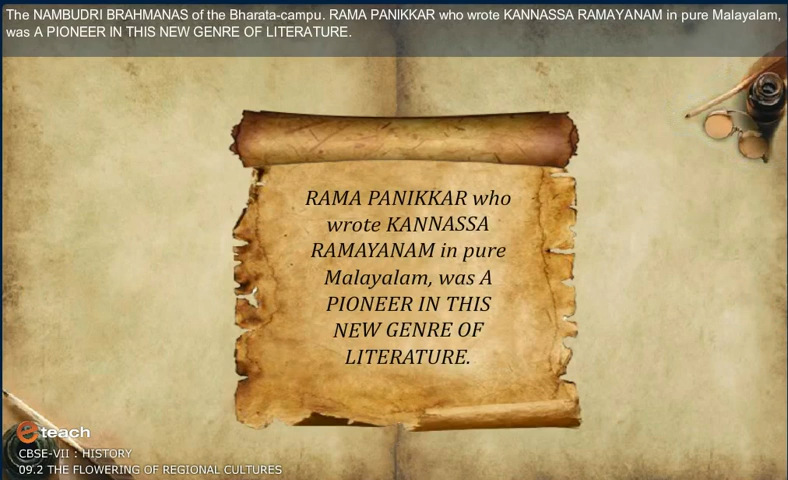 The NAMBUDRI BRAHMANAS of the Bharata-campu. RAMA PANIKKAR who wrote KANNASSA RAMAYANAM in pure Malayalam,
was A PIONEER IN THIS NEW GENRE OF LITERATURE.
RAMA PANIKKAR who
wrote KANNASSA
RAMAYANAM in pure
Malayalam, was A
PIONEER IN THIS
NEW GENRE OF
LITERATURE.
eteach
CBSE-VII : HISTORY
09.2 THE FLOWERING OF REGIONAL CULTURES